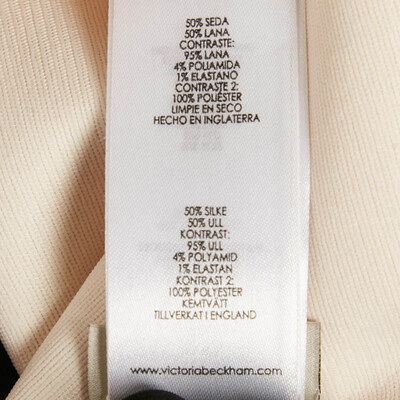 50% SEDA
50% LANA
CONTRASTE:
95% LANA
4% POLIAMIDA
1% ELASTANO
CONTRASTE 2:
100% POLIÉSTER
LIMPIE EN SECO
HECHO EN INGLATERRA
50% SILKE
50% ULL
KONTRAST:
95% ULL
4% POLYAMID
1% ELASTAN
KONTRAST 2:
100% POLYESTER
KEMTVÄTT
TILLVERKAT I ENGLAND
www.victoriabeckham.com